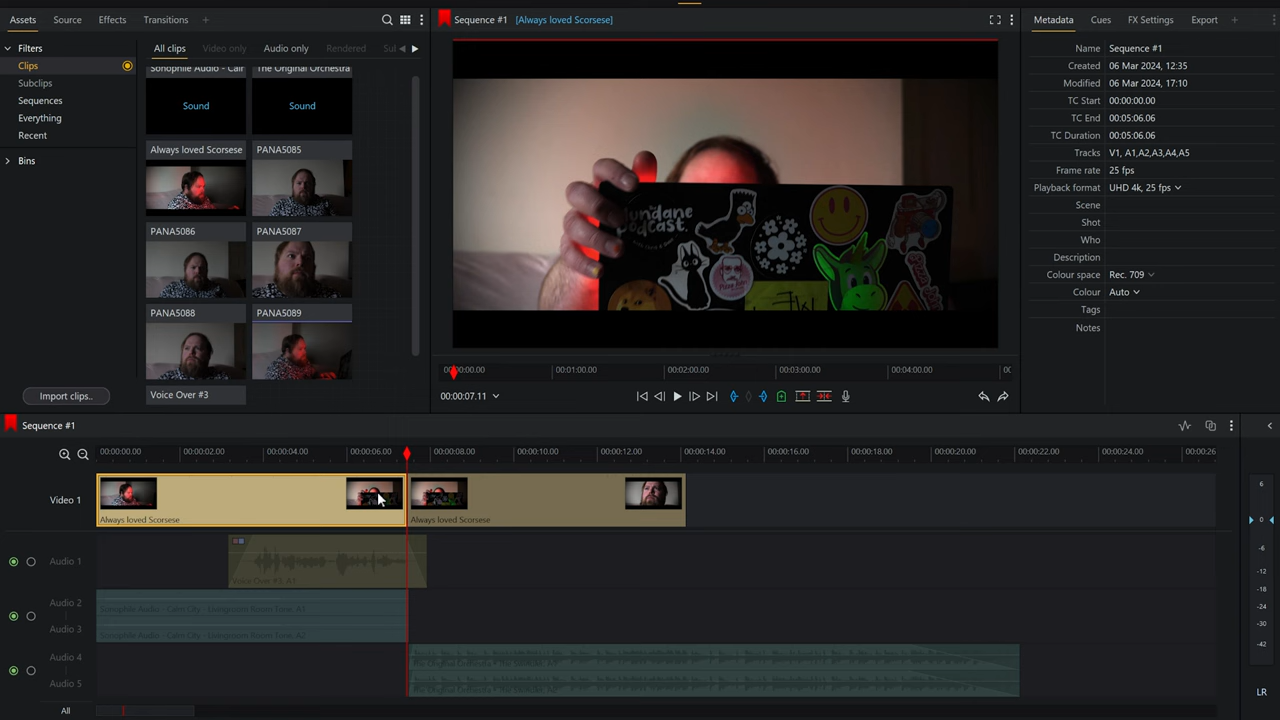 Assets Source Effects Transitions +
Filters
Clips
Subclips
Sequences
Everything
Recent
Bins
Import clips..
All clips Video only Audio only Rendered Su
Sonophile Audio - Calr The Original Orchestra
Sound Sound
Always loved Scorsese PANA5085
PANA5086 PANA5087
PANA5088 PANA5089
Voice Over #3
Sequence #1 [Always loved Scorsese]
undane
Podcast.
00:01:00.00 00:02:00.00 00:03:00.00 00:04:00.00
00:00:07.11
Metadata Cues FX Settings Export +
Name Sequence #1
Created 06 Mar 2024, 12:35
Modified 06 Mar 2024, 17:10
TC Start 00:00:00.00
TC End 00:05:06.06
TC Duration 00:05:06.06
Tracks V1, A1,A2,A3,A4,A5
Frame rate 25 fps
Playback format UHD 4k, 25 fps
Scene
Shot
Who
Description
Colour space Rec. 709
Colour Auto
Tags
Notes
Sequence #1
00:00:00.00 00:00:02.00 00:00:04.00 00:00:06.00 00:00:08.00 00:00:10.00 00:00:12.00 00:00:14.00 00:00:16.00 00:00:18.00 00:00:20.00 00:00:22.00 00:00:24.00 00:00:26
Video 1
Always loved Scorsese Always loved Scorsese
Audio 1
Voice Over #3, A1
Audio 2
Sonophile Audio - Calm City - Livingroom Room Tone, A1
Audio 3
Sonophile Audio - Calm City - Livingroom Room Tone, A2
Audio 4
Audio 5
All
6
0
-6
-12
-18
-24
-30
-42
LR